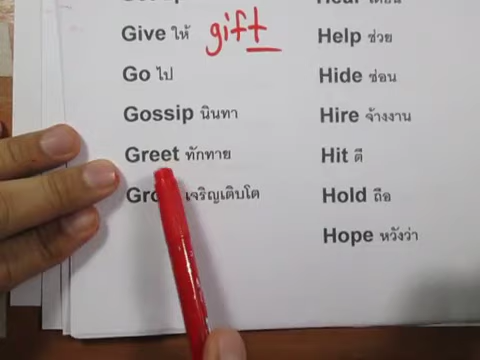 Give ให้ gift
Go ไป
Gossip นินทา
Greet ทักทาย
เจริญเติบโต
Help ช่วย
Hide ซ่อน
Hire จ้างงาน
Hit ตี
Hold ถือ
Hope หวังว่า